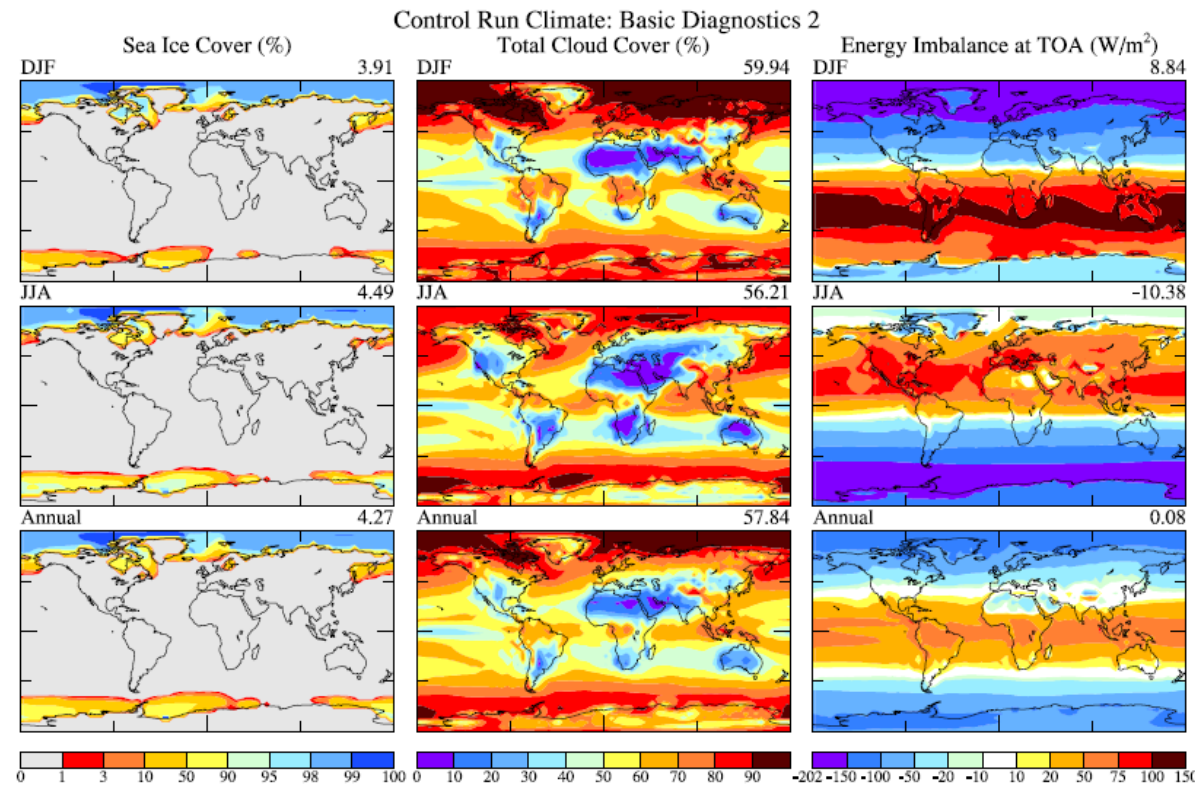 Control Run Climate: Basic Diagnostics 2
Sea Ice Cover (%) Total Cloud Cover (%) Energy Imbalance at TOA (W/m²)
DJF 3.91 DJF 59.94 DJF 8.84
JJA 4.49 JJA 56.21 JJA −10.38
Annual 4.27 Annual 57.84 Annual 0.08
0 1 3 10 50 90 95 98 99 100 0 10 20 30 40 50 60 70 80 90 −202 −150 −100 −50 −20 −10 10 20 50 75 100 150